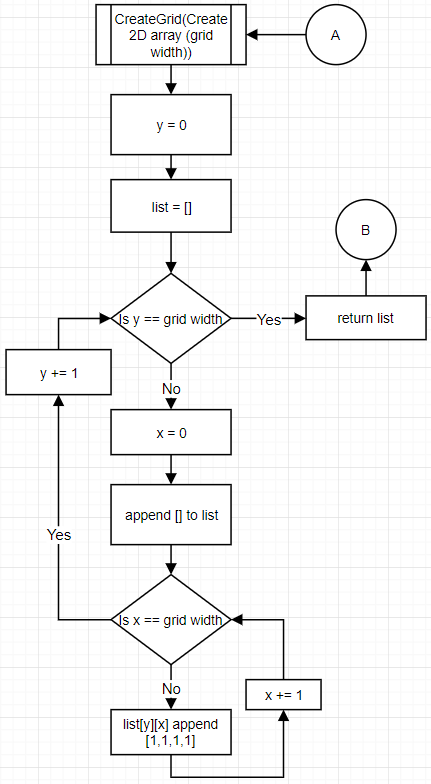 CreateGrid(Create
2D array (grid
width))
A
y = 0
list = []
B
Is y == grid width
Yes
return list
y += 1
No
x = 0
append [] to list
Yes
Is x == grid width
No
x += 1
list[y][x] append
[1,1,1,1]